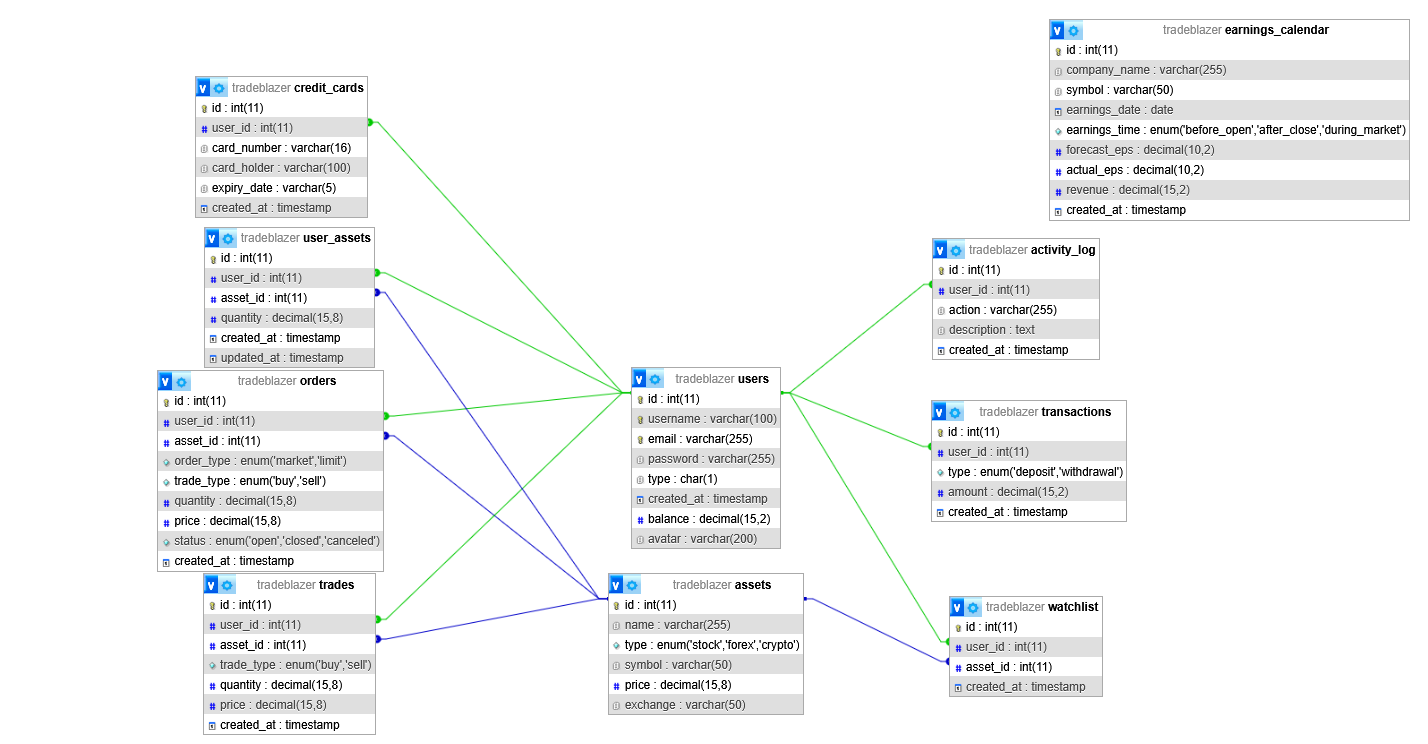 tradeblazer earnings_calendar
id : int(11)
company_name : varchar(255)
symbol : varchar(50)
earnings_date : date
earnings_time : enum('before_open','after_close','during_market')
forecast_eps : decimal(10,2)
actual_eps : decimal(10,2)
revenue : decimal(15,2)
created_at : timestamp
tradeblazer credit_cards
id : int(11)
user_id : int(11)
card_number : varchar(16)
card_holder : varchar(100)
expiry_date : varchar(5)
created_at : timestamp
tradeblazer user_assets
id : int(11)
user_id : int(11)
asset_id : int(11)
quantity : decimal(15,8)
created_at : timestamp
updated_at : timestamp
tradeblazer orders
id : int(11)
user_id : int(11)
asset_id : int(11)
order_type : enum('market','limit')
trade_type : enum('buy','sell')
quantity : decimal(15,8)
price : decimal(15,8)
status : enum('open','closed','canceled')
created_at : timestamp
tradeblazer trades
id : int(11)
user_id : int(11)
asset_id : int(11)
trade_type : enum('buy','sell')
quantity : decimal(15,8)
price : decimal(15,8)
created_at : timestamp
tradeblazer users
id : int(11)
username : varchar(100)
email : varchar(255)
password : varchar(255)
type : char(1)
created_at : timestamp
balance : decimal(15,2)
avatar : varchar(200)
tradeblazer assets
id : int(11)
name : varchar(255)
type : enum('stock','forex','crypto')
symbol : varchar(50)
price : decimal(15,8)
exchange : varchar(50)
tradeblazer activity_log
id : int(11)
user_id : int(11)
action : varchar(255)
description : text
created_at : timestamp
tradeblazer transactions
id : int(11)
user_id : int(11)
type : enum('deposit','withdrawal')
amount : decimal(15,2)
created_at : timestamp
tradeblazer watchlist
id : int(11)
user_id : int(11)
asset_id : int(11)
created_at : timestamp